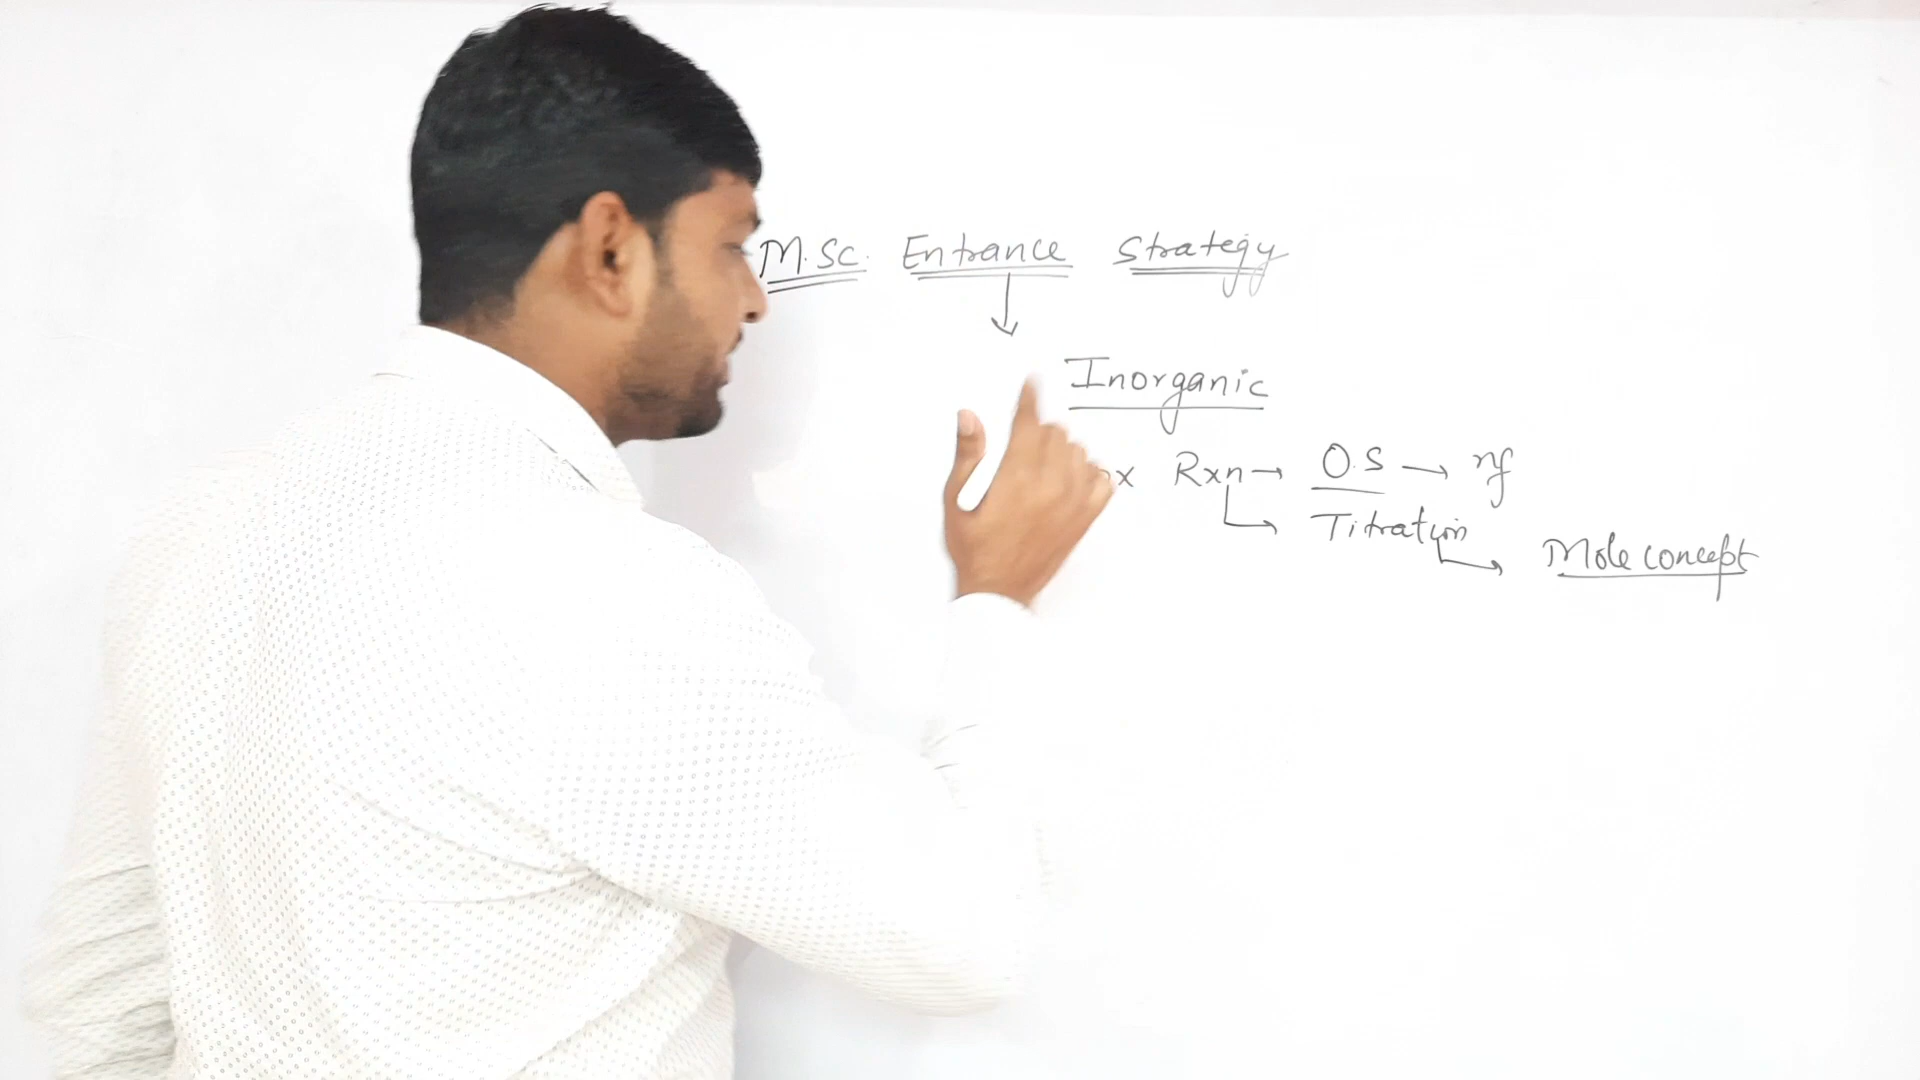 M.Sc. Entrance Strategy
↓
Inorganic
Rxn → O.S → nf
↳ Titration
↳ Mole concept